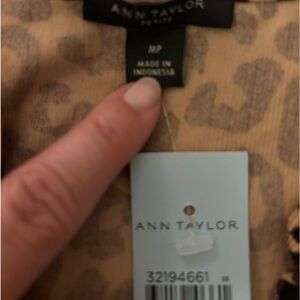 ANN TAYLOR
PETITE
MP
MADE IN
INDONESIA
ANN TAYLOR
32194661